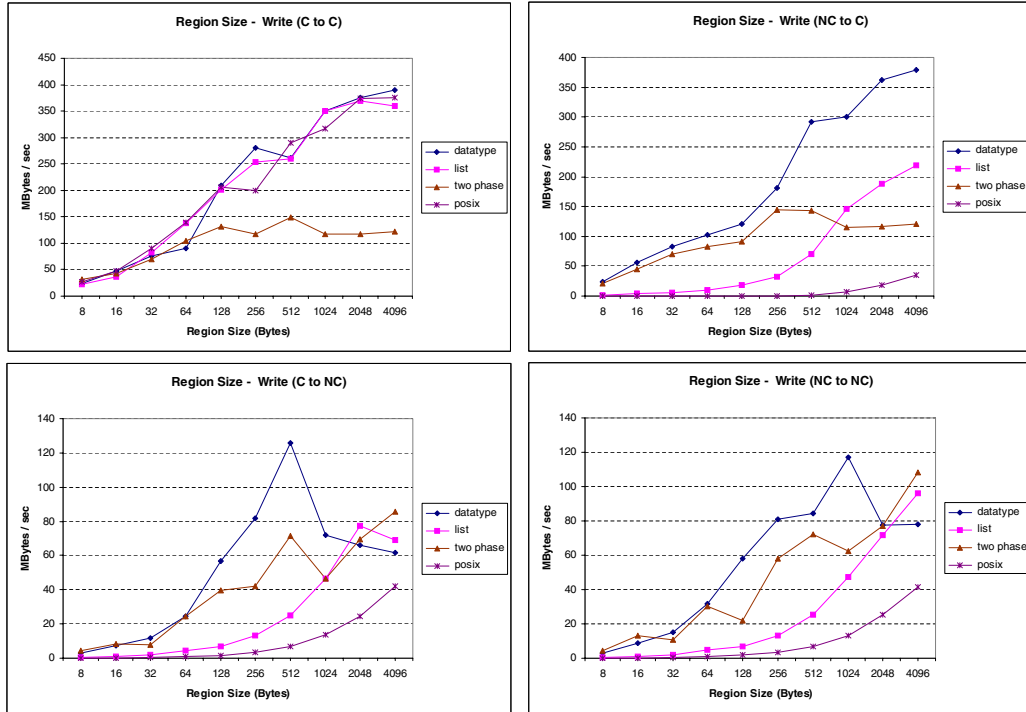 Region Size - Write (C to C)
450
400
350
300
250
200
150
100
50
0
MBytes / sec
8 16 32 64 128 256 512 1024 2048 4096
Region Size (Bytes)
datatype
list
two phase
posix
Region Size - Write (NC to C)
400
350
300
250
200
150
100
50
0
MBytes / sec
8 16 32 64 128 256 512 1024 2048 4096
Region Size (Bytes)
datatype
list
two phase
posix
Region Size - Write (C to NC)
140
120
100
80
60
40
20
0
MBytes / sec
8 16 32 64 128 256 512 1024 2048 4096
Region Size (Bytes)
datatype
list
two phase
posix
Region Size - Write (NC to NC)
140
120
100
80
60
40
20
0
MBytes / sec
8 16 32 64 128 256 512 1024 2048 4096
Region Size (Bytes)
datatype
list
two phase
posix